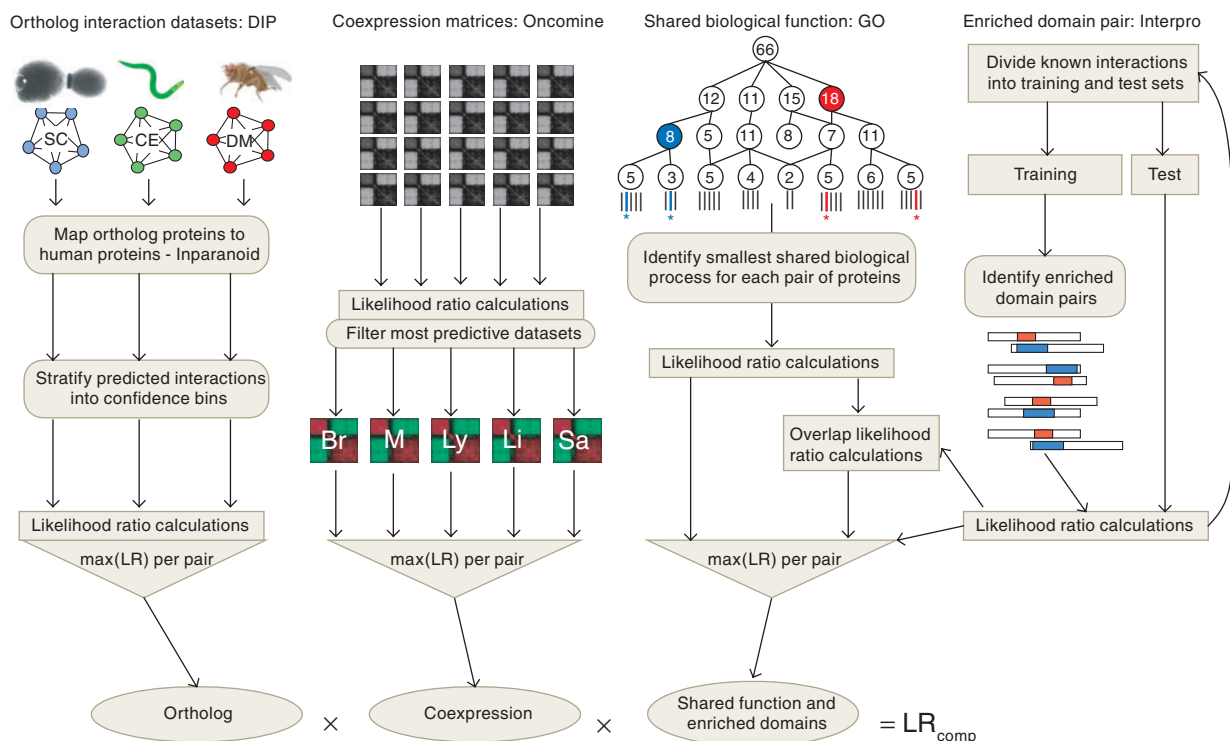 Ortholog interaction datasets: DIP
SC
CE
DM
Map ortholog proteins to
human proteins - Inparanoid
Stratify predicted interactions
into confidence bins
Likelihood ratio calculations
max(LR) per pair
Ortholog
×
Coexpression matrices: Oncomine
Likelihood ratio calculations
Filter most predictive datasets
Br
M
Ly
Li
Sa
max(LR) per pair
Coexpression
×
Shared biological function: GO
66
12
11
15
18
8
5
11
8
7
11
5
3
5
4
2
5
6
5
*
*
*
*
Identify smallest shared biological
process for each pair of proteins
Likelihood ratio calculations
Overlap likelihood
ratio calculations
max(LR) per pair
Shared function and
enriched domains
= LRcomp
Enriched domain pair: Interpro
Divide known interactions
into training and test sets
Training
Test
Identify enriched
domain pairs
Likelihood ratio calculations